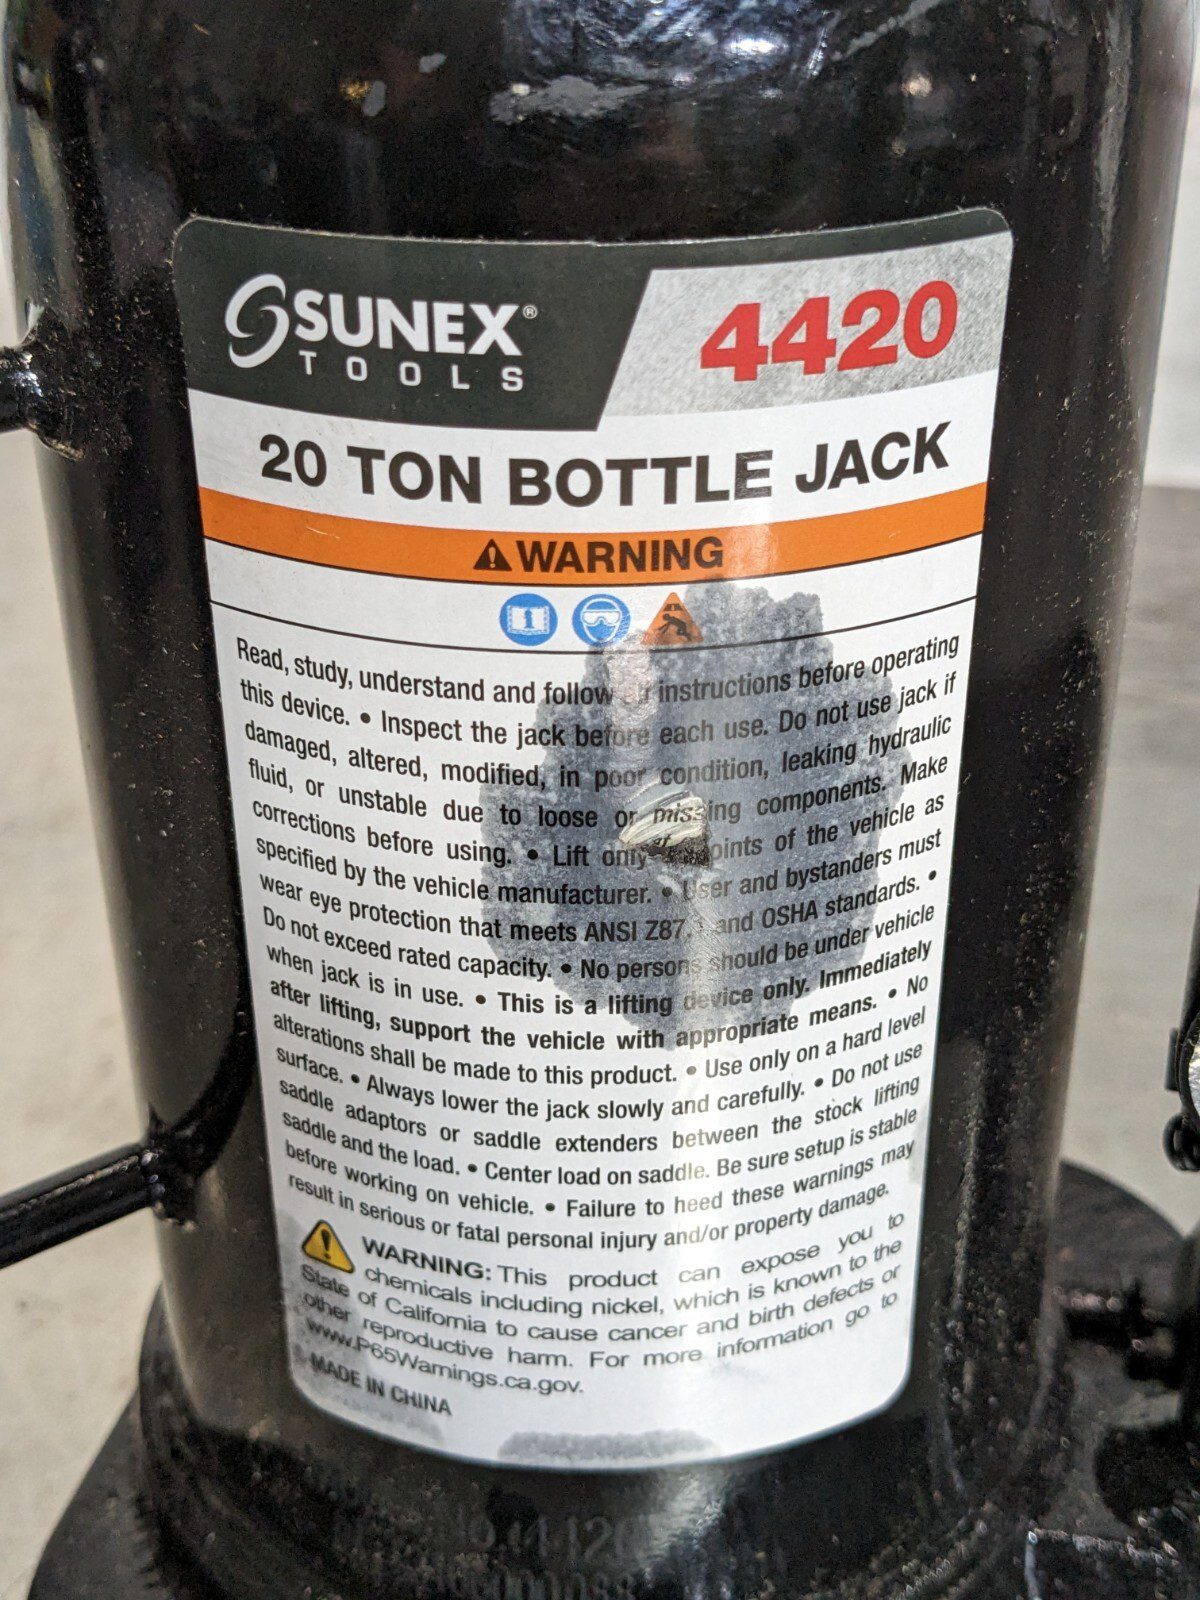 SUNEX®
TOOLS
4420
20 TON BOTTLE JACK
WARNING
Read, study, understand and follow instructions before operating
this device. • Inspect the jack before each use. Do not use jack if
damaged, altered, modified, in poor condition, leaking hydraulic
fluid, or unstable due to loose or missing components. Make
corrections before using. • Lift only of the vehicle as
specified by the vehicle manufacturer. • User and bystanders must
wear eye protection that meets ANSI Z87.1 and OSHA standards. •
Do not exceed rated capacity. • No persons should be under vehicle
when jack is in use. • This is a lifting device only. Immediately
after lifting, support the vehicle with appropriate means. • No
alterations shall be made to this product. • Use only on a hard level
surface. • Always lower the jack slowly and carefully. • Do not use
saddle adaptors or saddle extenders between the stock lifting
saddle and the load. • Center load on saddle. Be sure setup is stable
before working on vehicle. • Failure to heed these warnings may
result in serious or fatal personal injury and/or property damage.
WARNING: This product can expose you to
chemicals including nickel, which is known to the
State of California to cause cancer and birth defects or
other reproductive harm. For more information go to
www.P65Warnings.ca.gov.
MADE IN CHINA